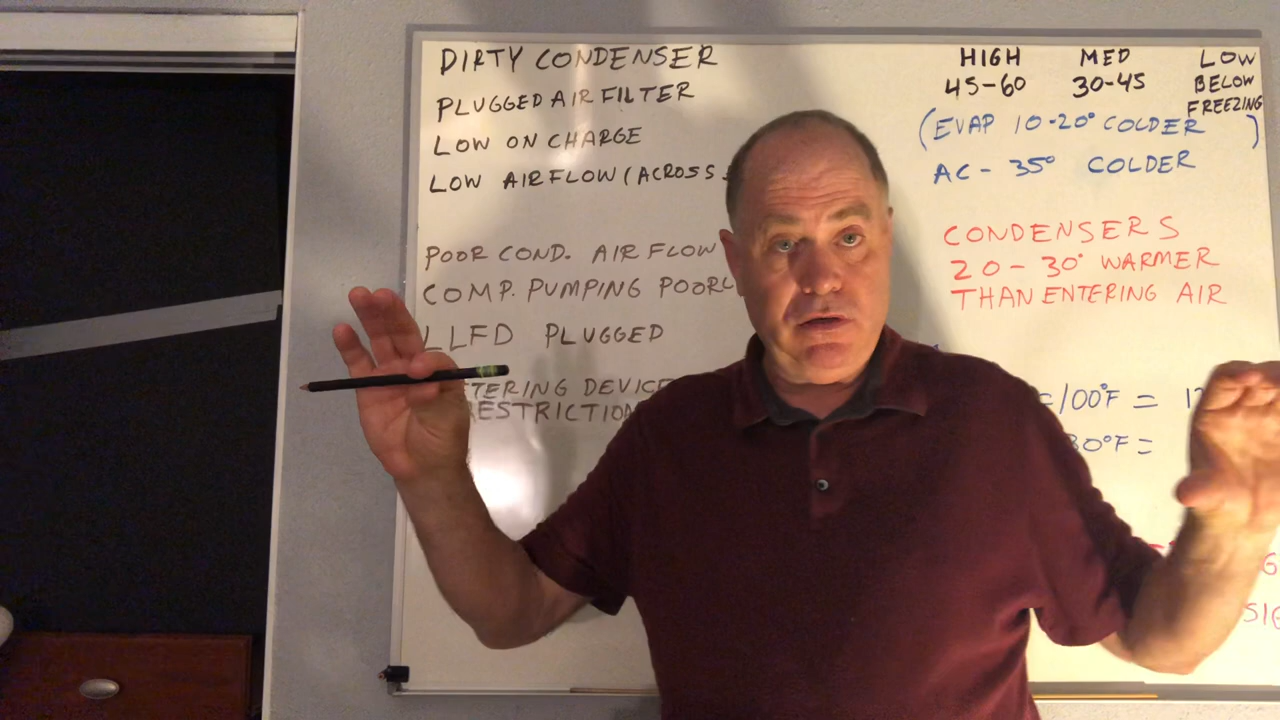 DIRTY CONDENSER
PLUGGED AIR FILTER
LOW ON CHARGE
LOW AIRFLOW (ACROSS
POOR COND. AIR FLOW
COMP. PUMPING
LLFD PLUGGED
DEVICE
HIGH MED LOW
45-60 30-45 BELOW
FREEZING
(EVAP 10-20° COLDER )
AC - 35° COLDER
CONDENSERS
20-30° WARMER
THAN ENTERING AIR
/100°F =